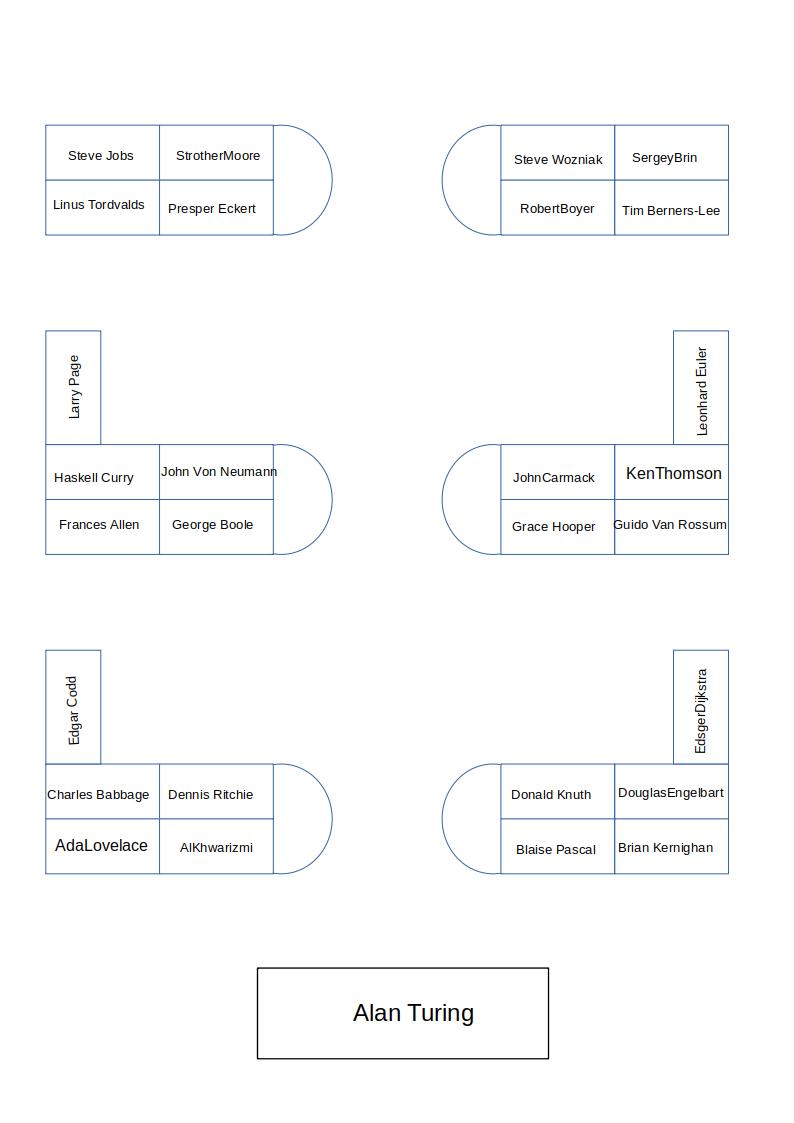 Steve Jobs
StrotherMoore
Steve Wozniak
SergeyBrin
Linus Tordvalds
Presper Eckert
RobertBoyer
Tim Berners-Lee
Larry Page
Leonhard Euler
Haskell Curry
John Von Neumann
JohnCarmack
KenThomson
Frances Allen
George Boole
Grace Hooper
Guido Van Rossum
Edgar Codd
EdsgerDijkstra
Charles Babbage
Dennis Ritchie
Donald Knuth
DouglasEngelbart
AdaLovelace
AlKhwarizmi
Blaise Pascal
Brian Kernighan
Alan Turing